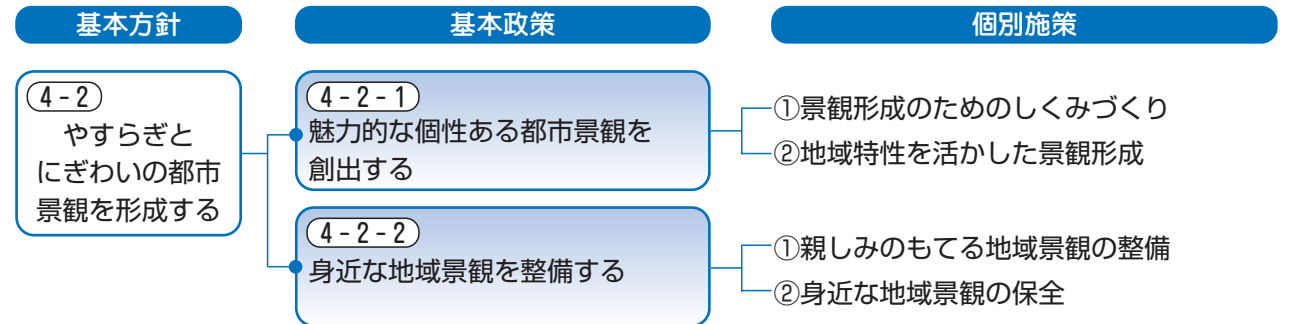 基本方針
基本政策
個別施策
4-2
やすらぎと
にぎわいの都市
景観を形成する
4-2-1
魅力的な個性ある都市景観を
創出する
①景観形成のためのしくみづくり
②地域特性を活かした景観形成
4-2-2
身近な地域景観を整備する
①親しみのもてる地域景観の整備
②身近な地域景観の保全